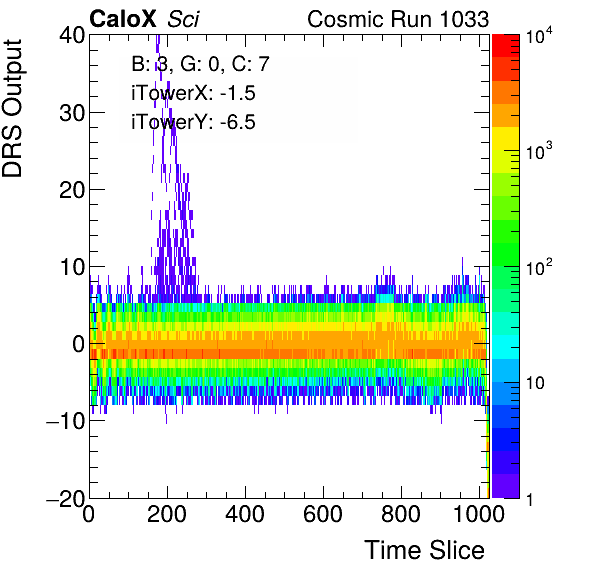 CaloX Sci
Cosmic Run 1033
DRS Output
B: 3, G: 0, C: 7
iTowerX: -1.5
iTowerY: -6.5
40
30
20
10
0
−10
−20
0 200 400 600 800 1000
Time Slice
10^4
10^3
10^2
10
1